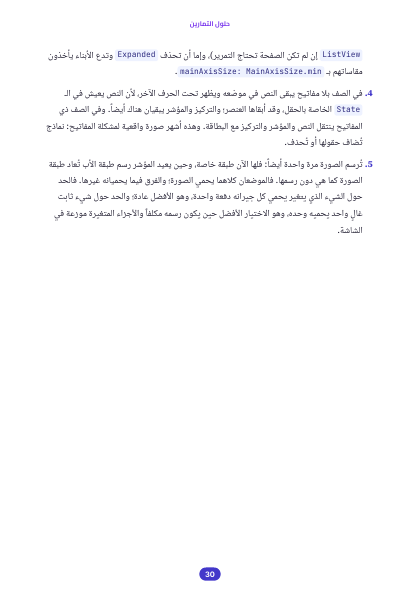 حلول التمارين
ListView إن لم تكن الصفحة تحتاج التمرير)، وإما أن تحذف Expanded وتدع الأبناء يأخذون
مقاساتهم بـ mainAxisSize: MainAxisSize.min.
4. في الصف بلا مفاتيح يبقى النص في موضعه ويظهر تحت الحرف الآخر، لأن النص يعيش في الـ
State الخاصة بالحقل، وقد أبقاها العنصر؛ والتركيز والمؤشر يبقيان هناك أيضاً. وفي الصف ذي
المفاتيح ينتقل النص والمؤشر والتركيز مع البطاقة. وهذه أشهر صورة واقعية لمشكلة المفاتيح: نماذج
تُضاف حقولها أو تُحذف.
5. تُرسم الصورة مرة واحدة أيضاً: فلها الآن طبقة خاصة، وحين يعيد المؤشر رسم طبقة الأب تُعاد طبقة
الصورة كما هي دون رسمها. فالموضعان كلاهما يحمي الصورة؛ والفرق فيما يحميانه غيرها. فالحد
حول الشيء الذي يتغير يحمي كل جيرانه دفعة واحدة، وهو الأفضل عادة؛ والحد حول شيء ثابت
غالٍ واحد يحميه وحده، وهو الاختيار الأفضل حين يكون رسمه مكلفاً والأجزاء المتغيرة موزعة في
الشاشة.
30